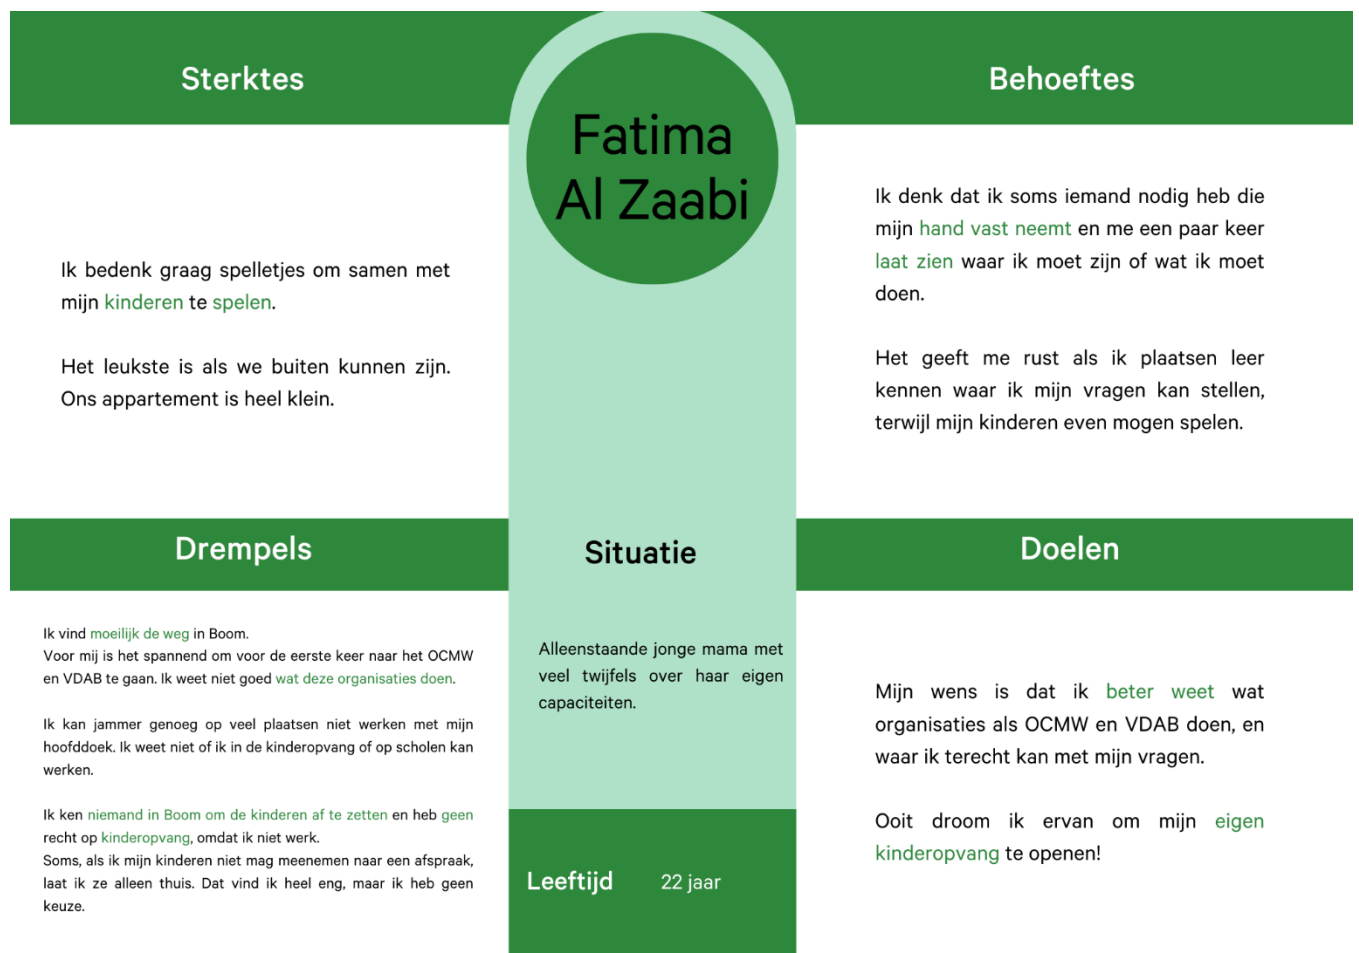 Sterktes
Ik bedenk graag spelletjes om samen met
mijn kinderen te spelen.
Het leukste is als we buiten kunnen zijn.
Ons appartement is heel klein.
Fatima
Al Zaabi
Behoeftes
Ik denk dat ik soms iemand nodig heb die
mijn hand vast neemt en me een paar keer
laat zien waar ik moet zijn of wat ik moet
doen.
Het geeft me rust als ik plaatsen leer
kennen waar ik mijn vragen kan stellen,
terwijl mijn kinderen even mogen spelen.
Drempels
Ik vind moeilijk de weg in Boom.
Voor mij is het spannend om voor de eerste keer naar het OCMW
en VDAB te gaan. Ik weet niet goed wat deze organisaties doen.
Ik kan jammer genoeg op veel plaatsen niet werken met mijn
hoofddoek. Ik weet niet of ik in de kinderopvang of op scholen kan
werken.
Ik ken niemand in Boom om de kinderen af te zetten en heb geen
recht op kinderopvang, omdat ik niet werk.
Soms, als ik mijn kinderen niet mag meenemen naar een afspraak,
laat ik ze alleen thuis. Dat vind ik heel eng, maar ik heb geen
keuze.
Situatie
Alleenstaande jonge mama met
veel twijfels over haar eigen
capaciteiten.
Leeftijd 22 jaar
Doelen
Mijn wens is dat ik beter weet wat
organisaties als OCMW en VDAB doen, en
waar ik terecht kan met mijn vragen.
Ooit droom ik ervan om mijn eigen
kinderopvang te openen!